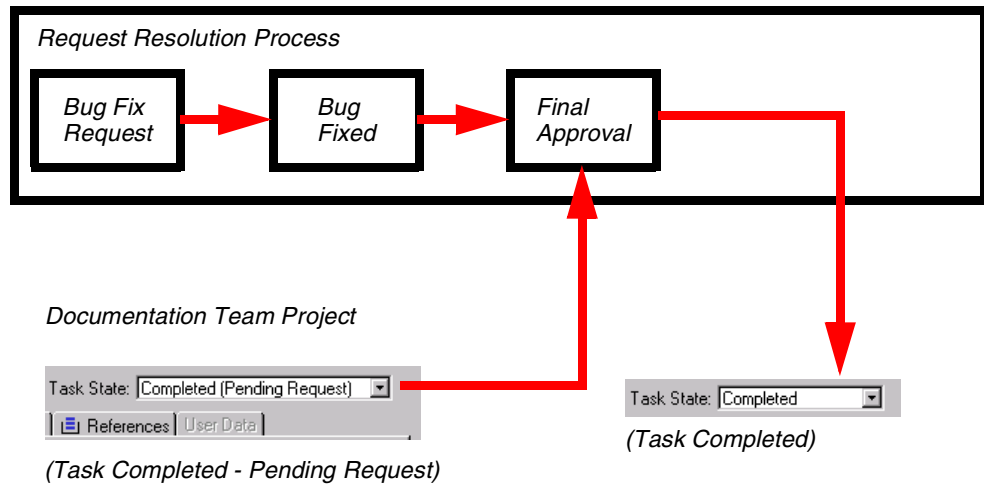 Request Resolution Process
Bug Fix
Request
Bug
Fixed
Final
Approval
Documentation Team Project
Task State: Completed (Pending Request)
References User Data
(Task Completed - Pending Request)
Task State: Completed
(Task Completed)